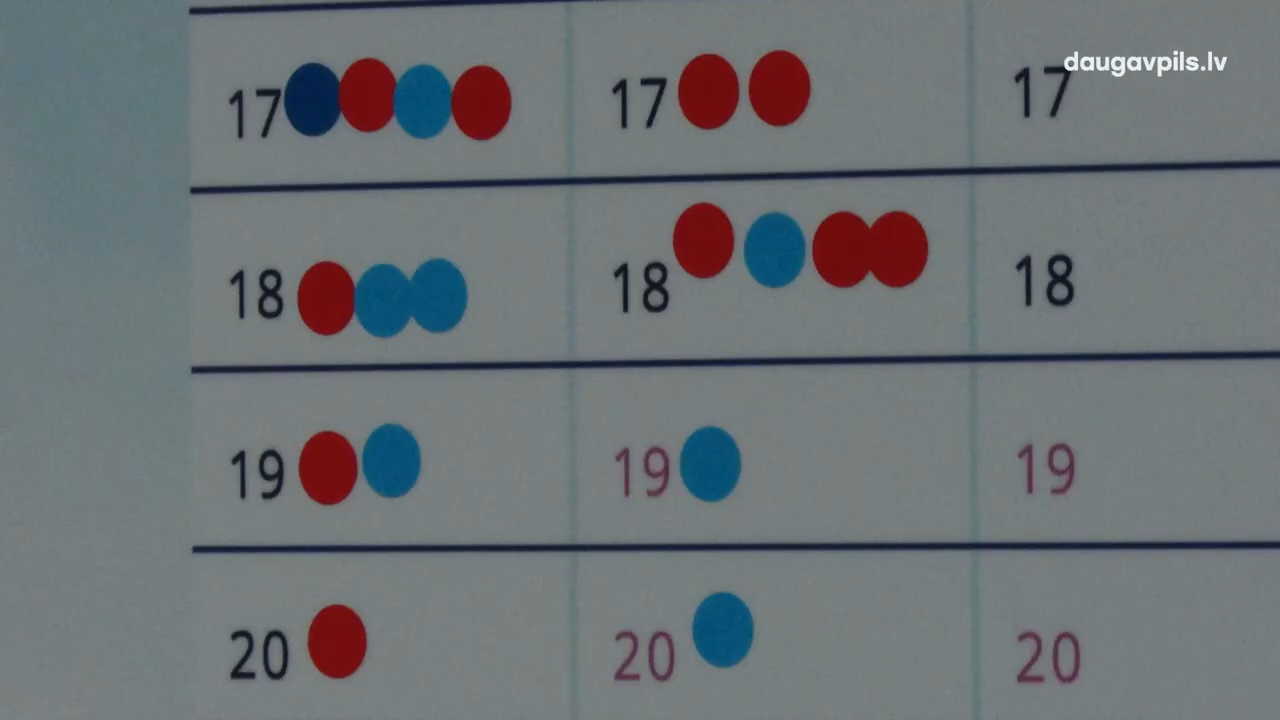 daugavpils.lv
17 17 17
18 18 18
19 19 19
20 20 20